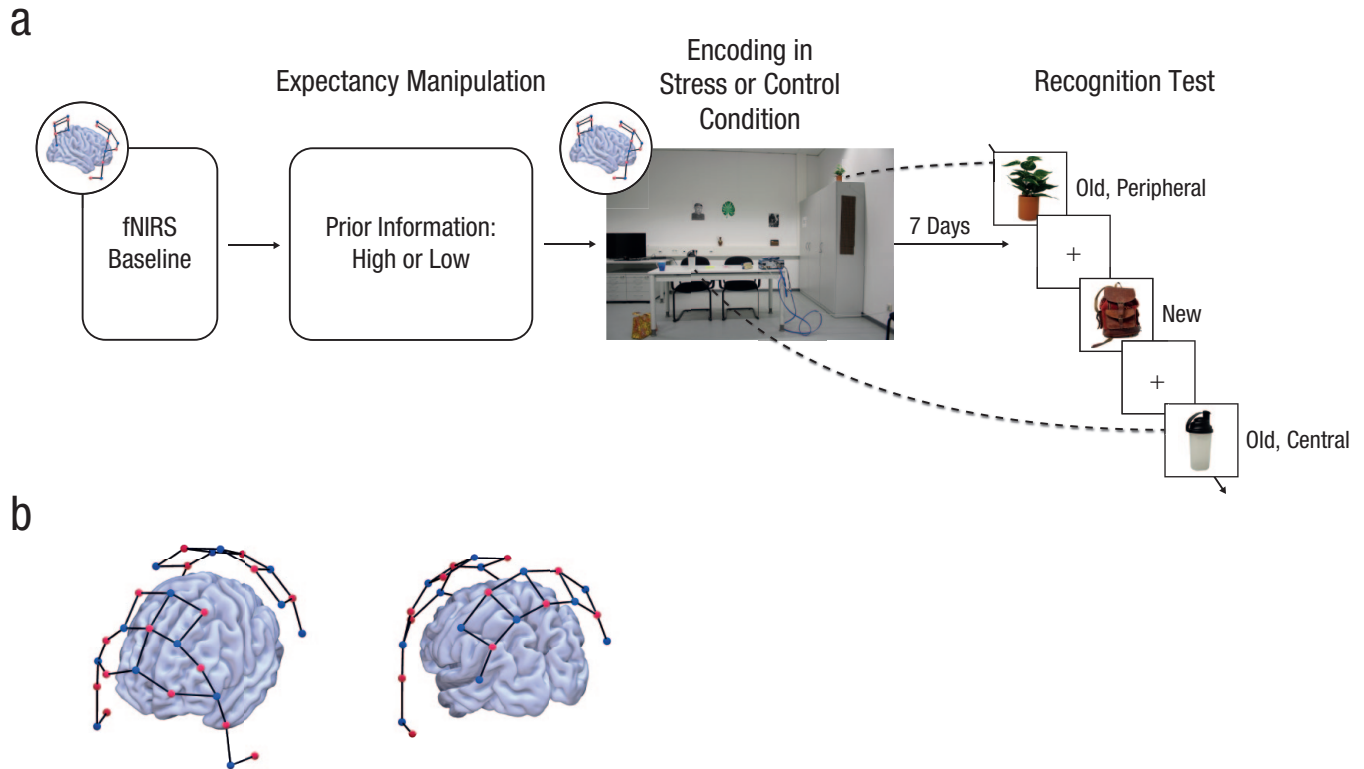 a
Expectancy Manipulation
Encoding in
Stress or Control
Condition
Recognition Test
fNIRS
Baseline
Prior Information:
High or Low
7 Days
Old, Peripheral
+
New
+
Old, Central
b